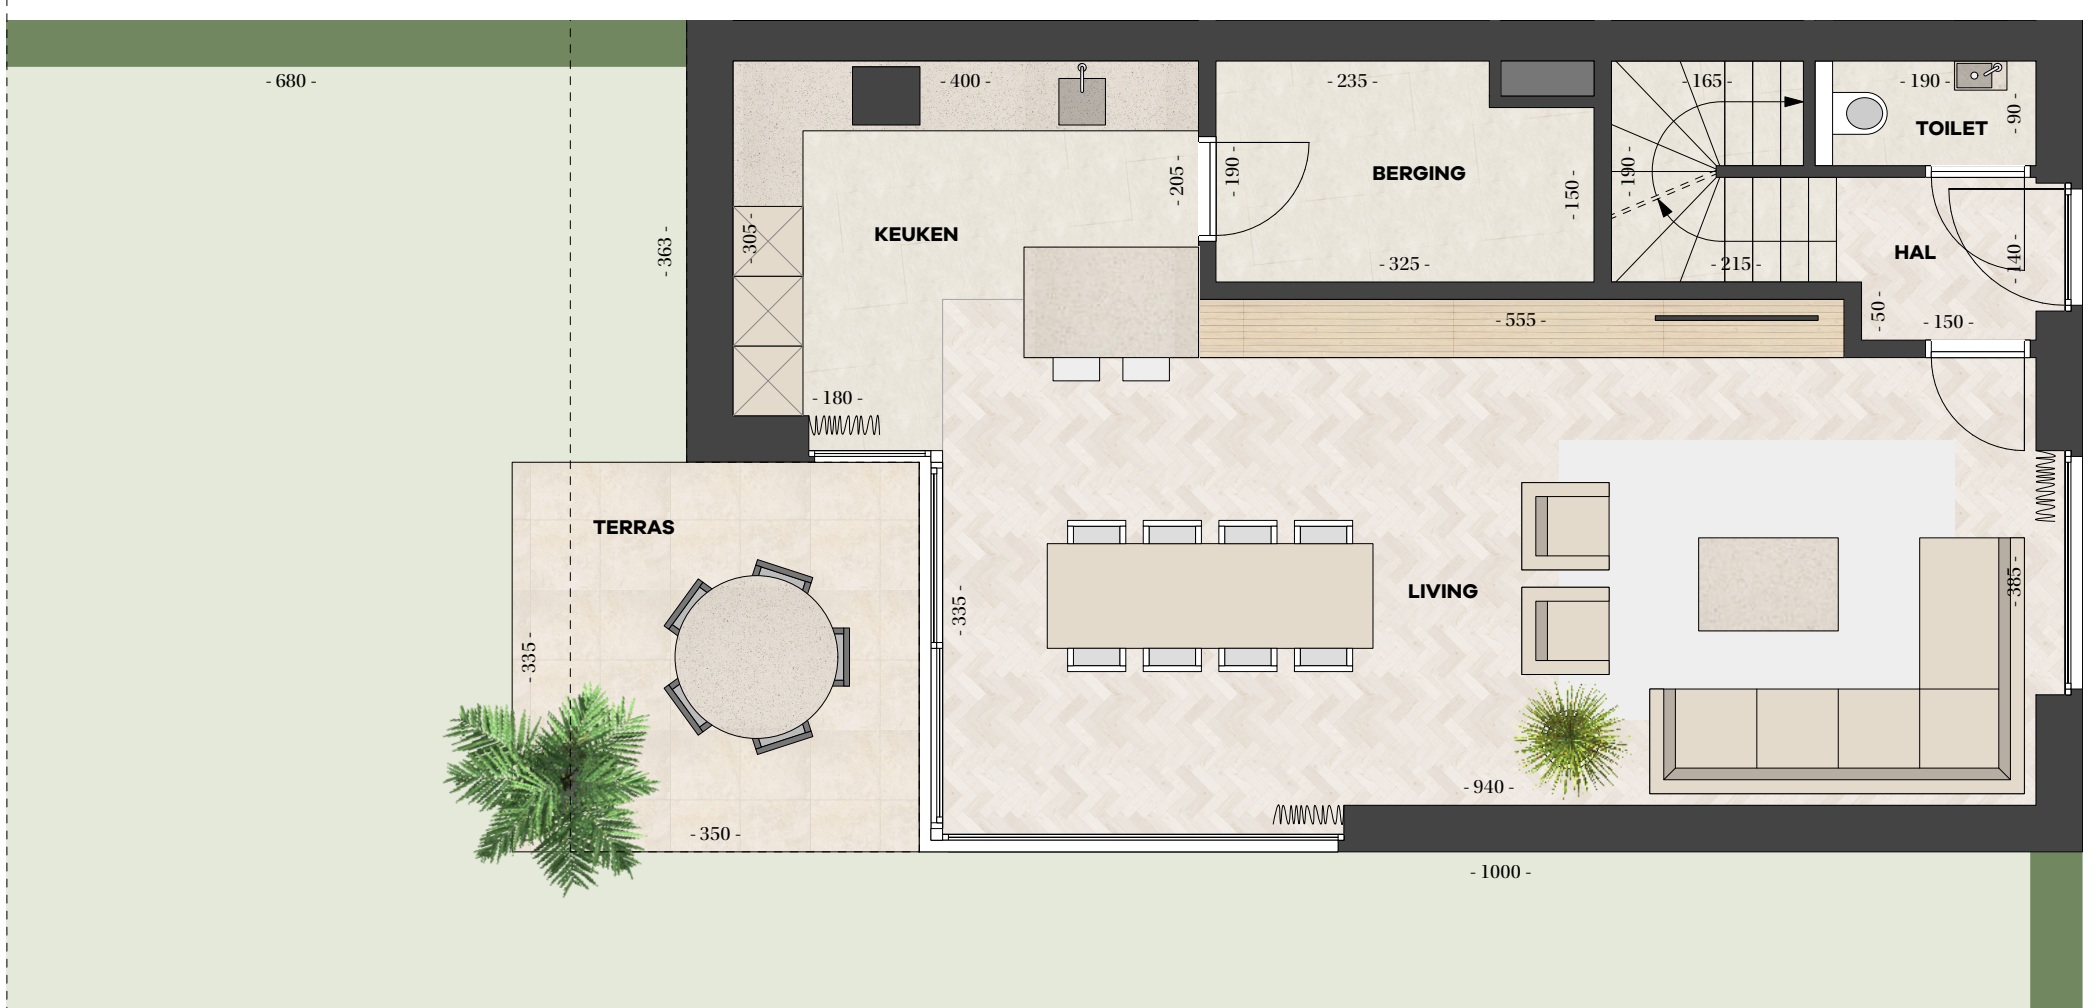 - 680 -
- 400 -
- 235 -
- 165 -
- 190 -
- 90 -
TOILET
- 205 -
- 190 -
BERGING
- 150 -
- 190 -
KEUKEN
- 305 -
- 363 -
HAL
- 140 -
- 325 -
- 215 -
- 555 -
- 50 -
- 150 -
- 180 -
TERRAS
LIVING
- 385 -
- 335 -
- 335 -
- 940 -
- 350 -
- 1000 -